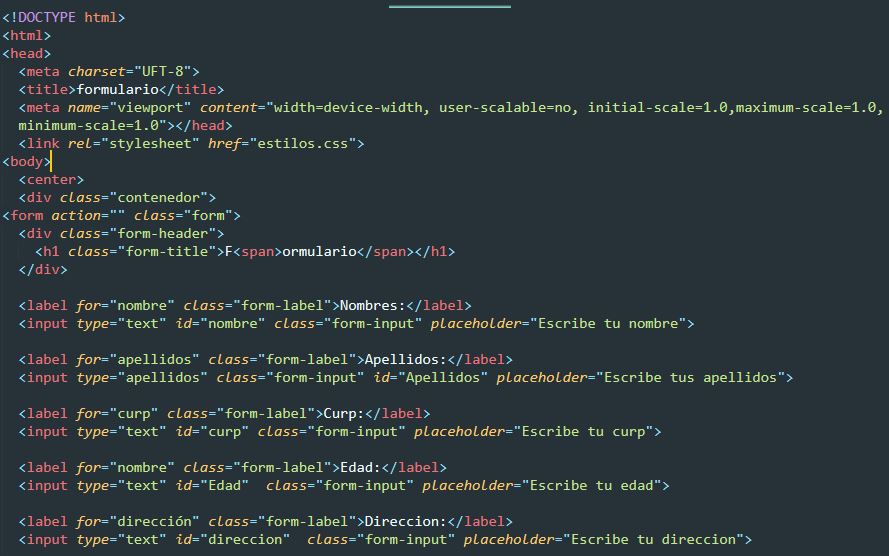 <!DOCTYPE html>
<html>
<head>
<meta charset="UFT-8">
<title>formulario</title>
<meta name="viewport" content="width=device-width, user-scalable=no, initial-scale=1.0,maximum-scale=1.0,
minimum-scale=1.0"></head>
<link rel="stylesheet" href="estilos.css">
<body>
<center>
<div class="contenedor">
<form action="" class="form">
<div class="form-header">
<h1 class="form-title">F<span>ormulario</span></h1>
</div>
<label for="nombre" class="form-label">Nombres:</label>
<input type="text" id="nombre" class="form-input" placeholder="Escribe tu nombre">
<label for="apellidos" class="form-label">Apellidos:</label>
<input type="apellidos" class="form-input" id="Apellidos" placeholder="Escribe tus apellidos">
<label for="curp" class="form-label">Curp:</label>
<input type="text" id="curp" class="form-input" placeholder="Escribe tu curp">
<label for="nombre" class="form-label">Edad:</label>
<input type="text" id="Edad"  class="form-input" placeholder="Escribe tu edad">
<label for="dirección" class="form-label">Direccion:</label>
<input type="text" id="direccion"  class="form-input" placeholder="Escribe tu direccion">